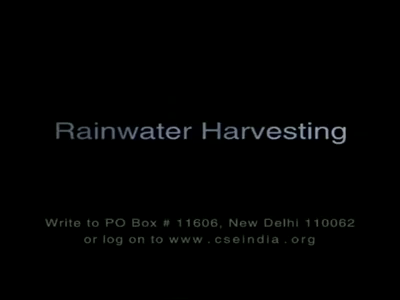 Rainwater Harvesting
Write to PO Box # 11606, New Delhi 110062
or log on to www.cseindia.org